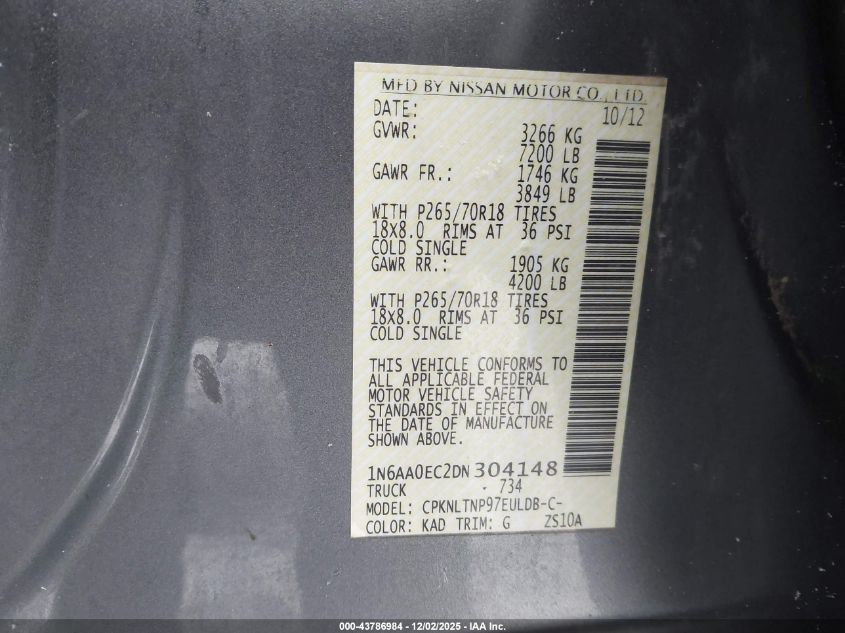 MFD BY NISSAN MOTOR CO., LTD.
DATE: 10/12
GVWR: 3266 KG
7200 LB
GAWR FR.: 1746 KG
3849 LB
WITH P265/70R18 TIRES
18X8.0 RIMS AT 36 PSI
COLD SINGLE
GAWR RR.: 1905 KG
4200 LB
WITH P265/70R18 TIRES
18X8.0 RIMS AT 36 PSI
COLD SINGLE
THIS VEHICLE CONFORMS TO
ALL APPLICABLE FEDERAL
MOTOR VEHICLE SAFETY
STANDARDS IN EFFECT ON
THE DATE OF MANUFACTURE
SHOWN ABOVE.
1N6AA0EC2DN304148
TRUCK 734
MODEL: CPKNLTNP97EULDB-C-
COLOR: KAD TRIM: G ZS10A
000-43786984 - 12/02/2025 - IAA Inc.